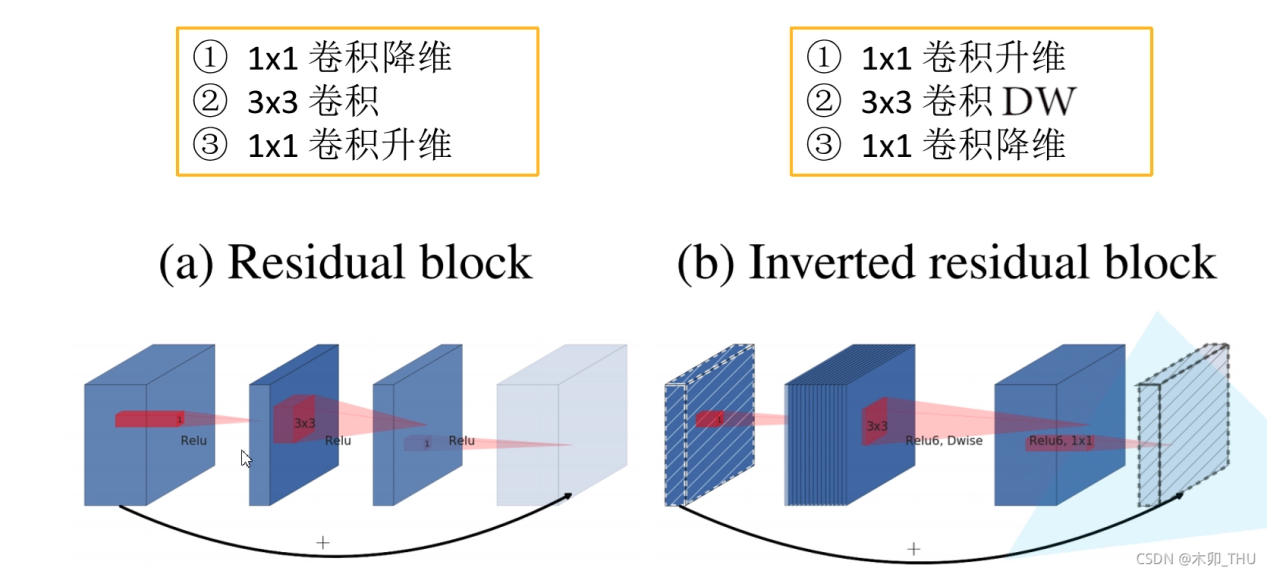 ① 1x1 卷积降维
② 3x3 卷积
③ 1x1 卷积升维
① 1x1 卷积升维
② 3x3 卷积 DW
③ 1x1 卷积降维
(a) Residual block
(b) Inverted residual block
1
Relu
3x3
Relu
1
Relu
+
1
3x3
Relu6, Dwise
Relu6, 1x1
+
CSDN @木卯_THU